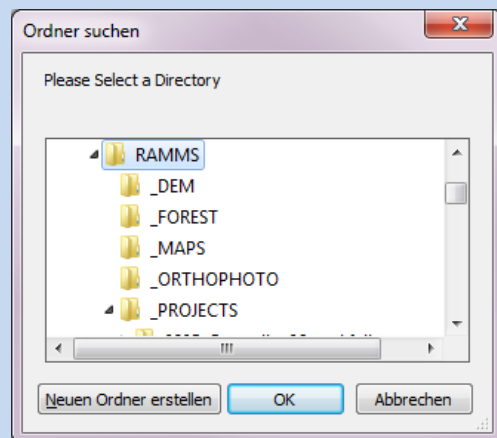 Ordner suchen
Please Select a Directory
RAMMS
_DEM
_FOREST
_MAPS
_ORTHOPHOTO
_PROJECTS
Neuen Ordner erstellen OK Abbrechen